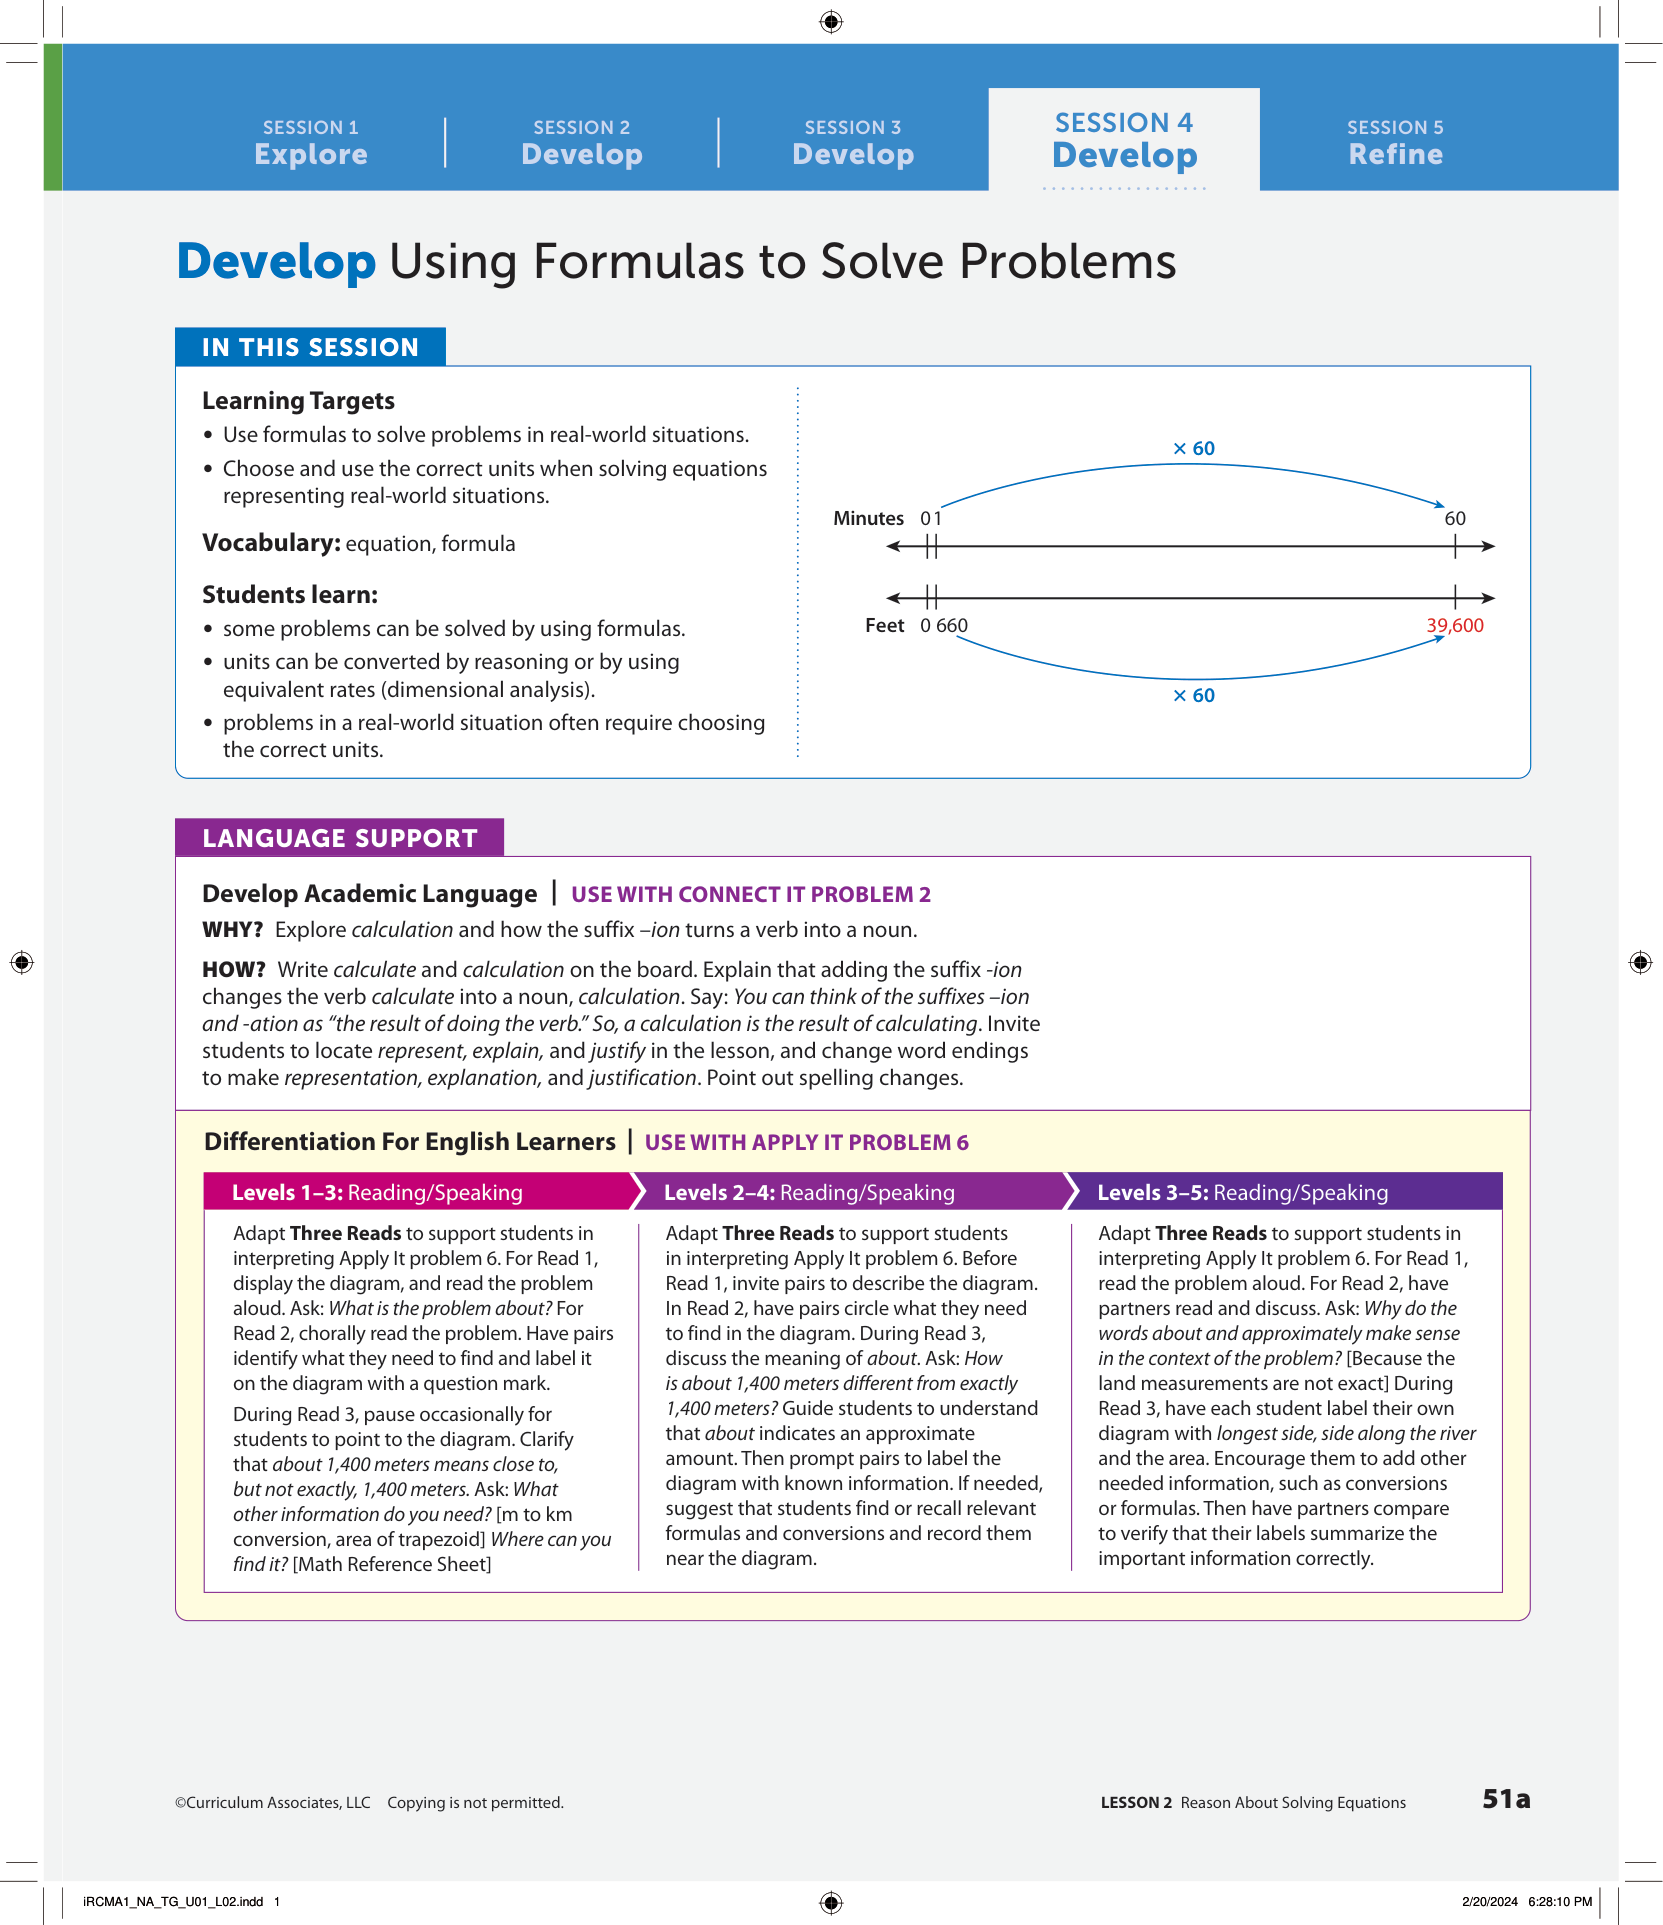 SESSION 1
Explore
SESSION 2
Develop
SESSION 3
Develop
SESSION 4
Develop
SESSION 5
Refine
Develop Using Formulas to Solve Problems
IN THIS SESSION
Learning Targets
• Use formulas to solve problems in real-world situations.
• Choose and use the correct units when solving equations
representing real-world situations.
Vocabulary: equation, formula
Students learn:
• some problems can be solved by using formulas.
• units can be converted by reasoning or by using
equivalent rates (dimensional analysis).
• problems in a real-world situation often require choosing
the correct units.
× 60
Minutes 0 1 60
Feet 0 660 39,600
× 60
LANGUAGE SUPPORT
Develop Academic Language | USE WITH CONNECT IT PROBLEM 2
WHY? Explore calculation and how the suffix –ion turns a verb into a noun.
HOW? Write calculate and calculation on the board. Explain that adding the suffix -ion
changes the verb calculate into a noun, calculation. Say: You can think of the suffixes –ion
and -ation as “the result of doing the verb.” So, a calculation is the result of calculating. Invite
students to locate represent, explain, and justify in the lesson, and change word endings
to make representation, explanation, and justification. Point out spelling changes.
Differentiation For English Learners | USE WITH APPLY IT PROBLEM 6
Levels 1–3: Reading/Speaking
Adapt Three Reads to support students in
interpreting Apply It problem 6. For Read 1,
display the diagram, and read the problem
aloud. Ask: What is the problem about? For
Read 2, chorally read the problem. Have pairs
identify what they need to find and label it
on the diagram with a question mark.
During Read 3, pause occasionally for
students to point to the diagram. Clarify
that about 1,400 meters means close to,
but not exactly, 1,400 meters. Ask: What
other information do you need? [m to km
conversion, area of trapezoid] Where can you
find it? [Math Reference Sheet]
Levels 2–4: Reading/Speaking
Adapt Three Reads to support students
in interpreting Apply It problem 6. Before
Read 1, invite pairs to describe the diagram.
In Read 2, have pairs circle what they need
to find in the diagram. During Read 3,
discuss the meaning of about. Ask: How
is about 1,400 meters different from exactly
1,400 meters? Guide students to understand
that about indicates an approximate
amount. Then prompt pairs to label the
diagram with known information. If needed,
suggest that students find or recall relevant
formulas and conversions and record them
near the diagram.
Levels 3–5: Reading/Speaking
Adapt Three Reads to support students in
interpreting Apply It problem 6. For Read 1,
read the problem aloud. For Read 2, have
partners read and discuss. Ask: Why do the
words about and approximately make sense
in the context of the problem? [Because the
land measurements are not exact] During
Read 3, have each student label their own
diagram with longest side, side along the river
and the area. Encourage them to add other
needed information, such as conversions
or formulas. Then have partners compare
to verify that their labels summarize the
important information correctly.
©Curriculum Associates, LLC Copying is not permitted.
LESSON 2 Reason About Solving Equations 51a
iRCMA1_NA_TG_U01_L02.indd 1
2/20/2024 6:28:10 PM